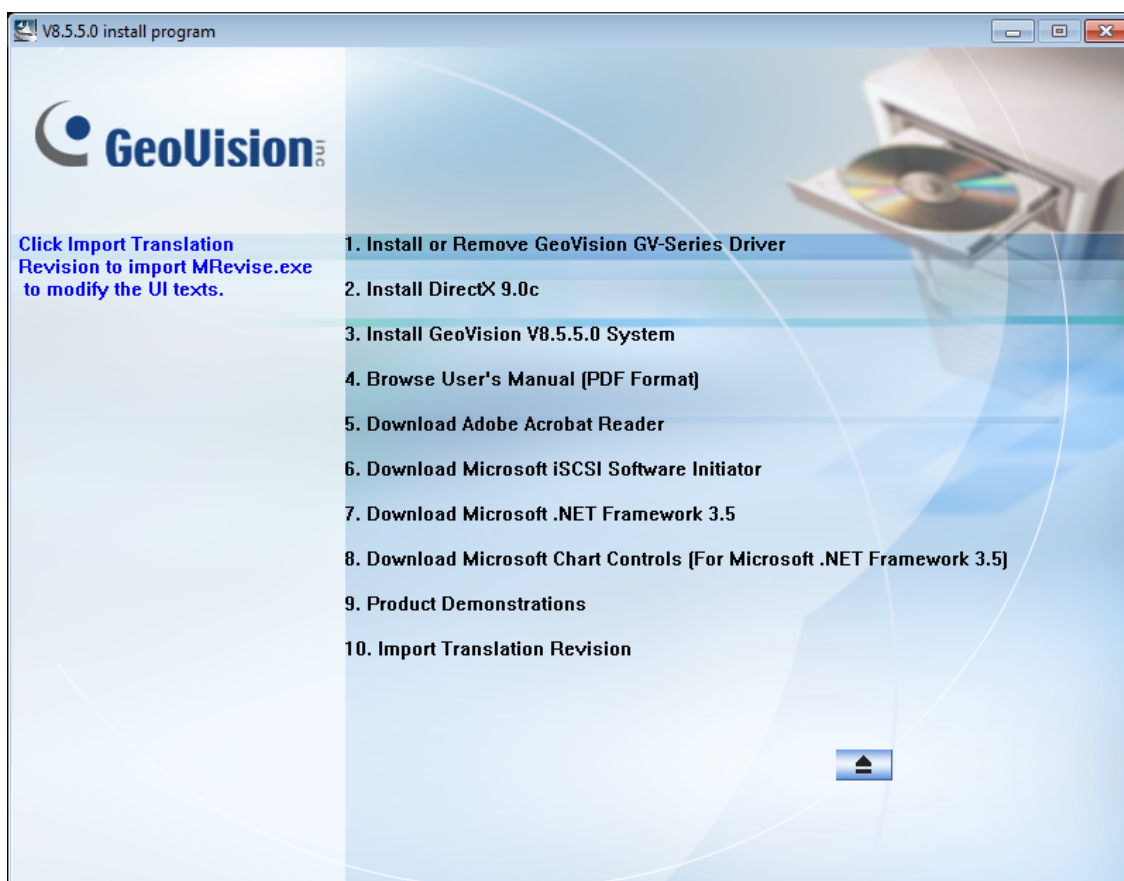 V8.5.5.0 install program
GeoVision inc
Click Import Translation
Revision to import MRevise.exe
to modify the UI texts.
1. Install or Remove GeoVision GV-Series Driver
2. Install DirectX 9.0c
3. Install GeoVision V8.5.5.0 System
4. Browse User's Manual (PDF Format)
5. Download Adobe Acrobat Reader
6. Download Microsoft iSCSI Software Initiator
7. Download Microsoft .NET Framework 3.5
8. Download Microsoft Chart Controls (For Microsoft .NET Framework 3.5)
9. Product Demonstrations
10. Import Translation Revision